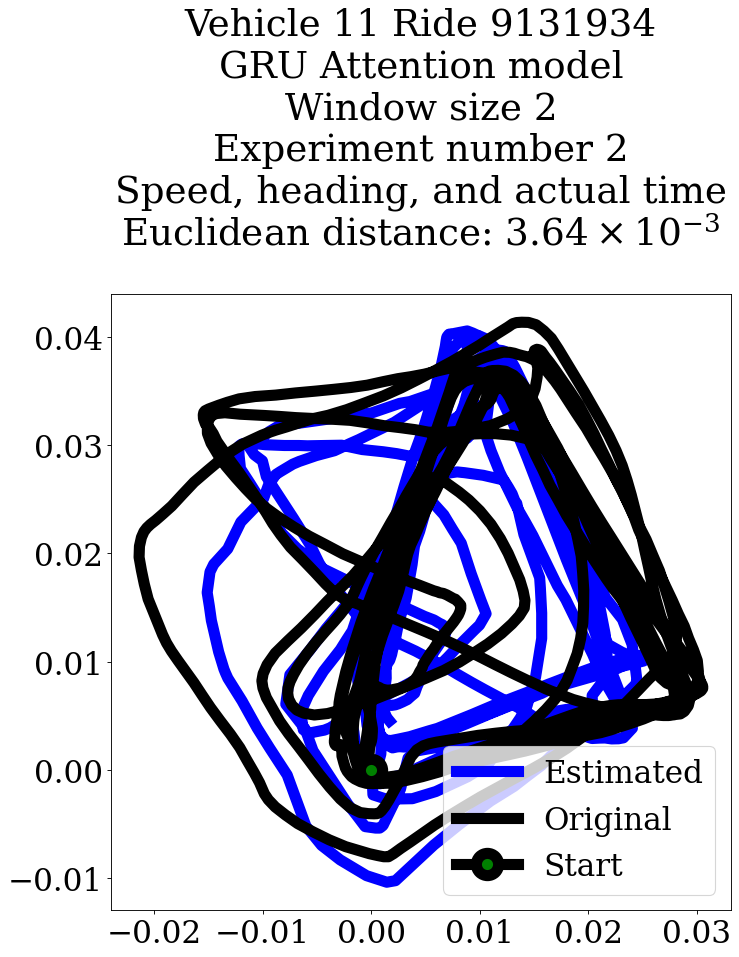 Vehicle 11 Ride 9131934
GRU Attention model
Window size 2
Experiment number 2
Speed, heading, and actual time
Euclidean distance: 3.64 × 10⁻³
0.04
0.03
0.02
0.01
0.00
−0.01
Estimated
Original
Start
−0.02 −0.01 0.00 0.01 0.02 0.03